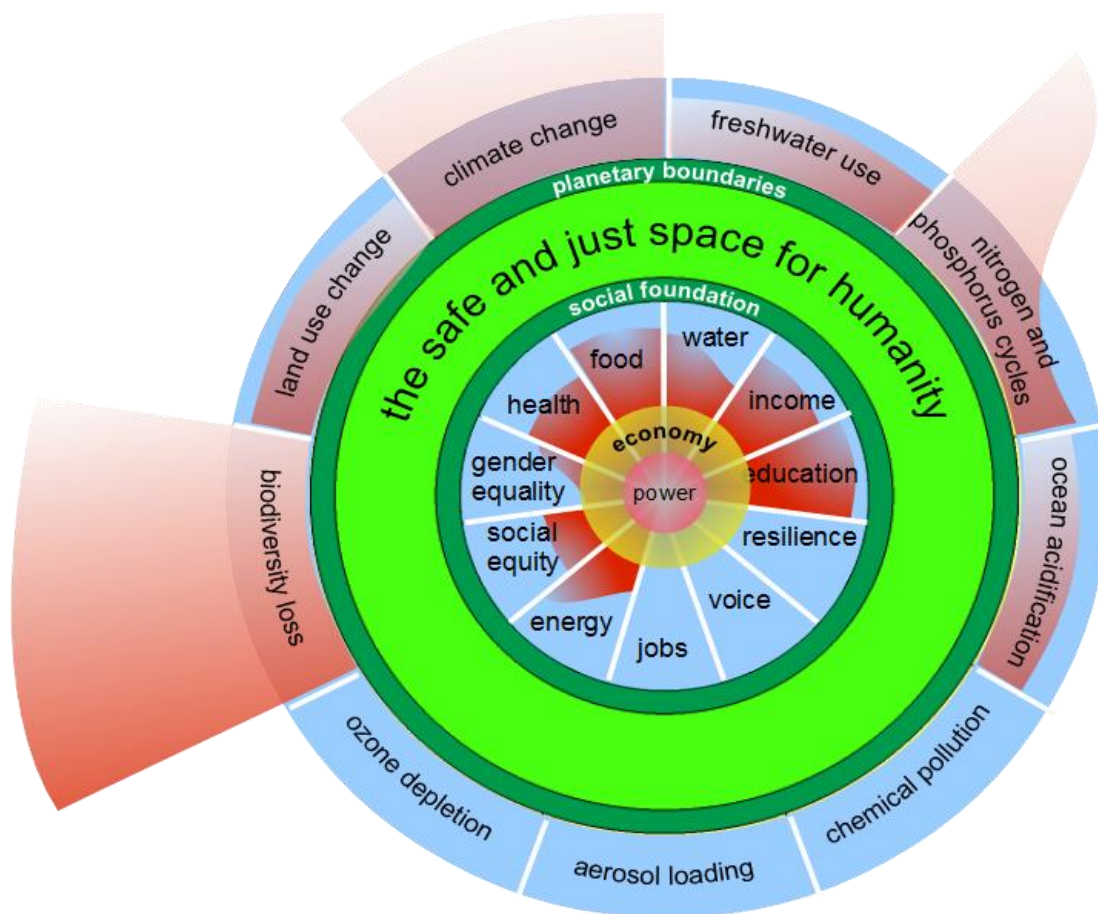 climate change
freshwater use
nitrogen and
phosphorus cycles
ocean acidification
chemical pollution
aerosol loading
ozone depletion
biodiversity loss
land use change
planetary boundaries
the safe and just space for humanity
social foundation
water
income
education
resilience
voice
jobs
energy
social
equity
gender
equality
health
food
economy
power